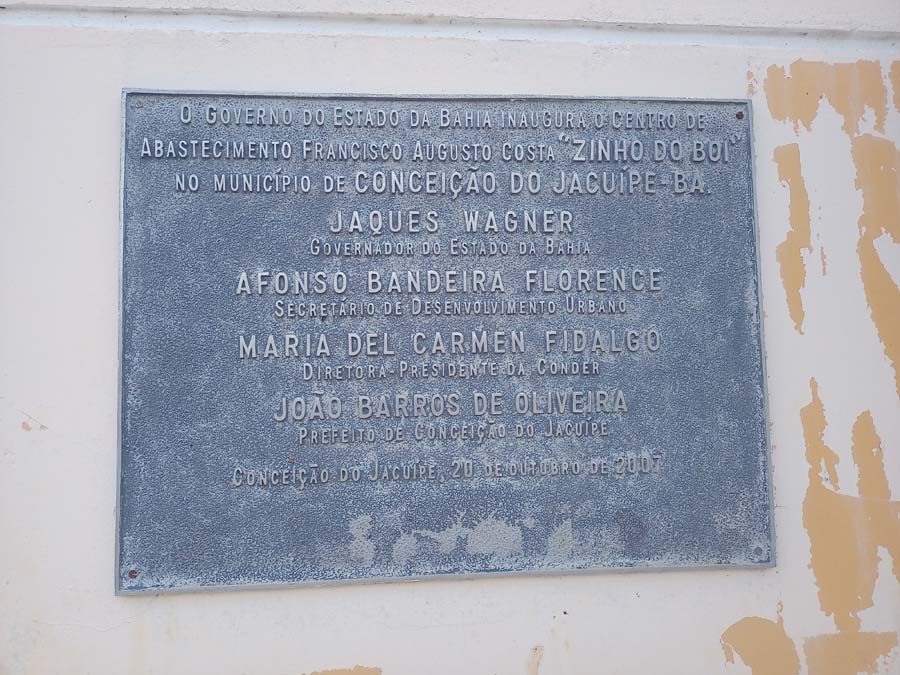 O GOVERNO DO ESTADO DA BAHIA INAUGURA O CENTRO DE
ABASTECIMENTO FRANCISCO AUGUSTO COSTA "ZINHO DO BOI"
NO MUNICÍPIO DE CONCEIÇÃO DO JACUÍPE-BA.
JAQUES WAGNER
GOVERNADOR DO ESTADO DA BAHIA
AFONSO BANDEIRA FLORENCE
SECRETÁRIO DE DESENVOLVIMENTO URBANO
MARIA DEL CARMEN FIDALGO
DIRETORA-PRESIDENTE DA CONDER
JOÃO BARROS DE OLIVEIRA
PREFEITO DE CONCEIÇÃO DO JACUÍPE
CONCEIÇÃO DO JACUÍPE, 20 DE OUTUBRO DE 2007